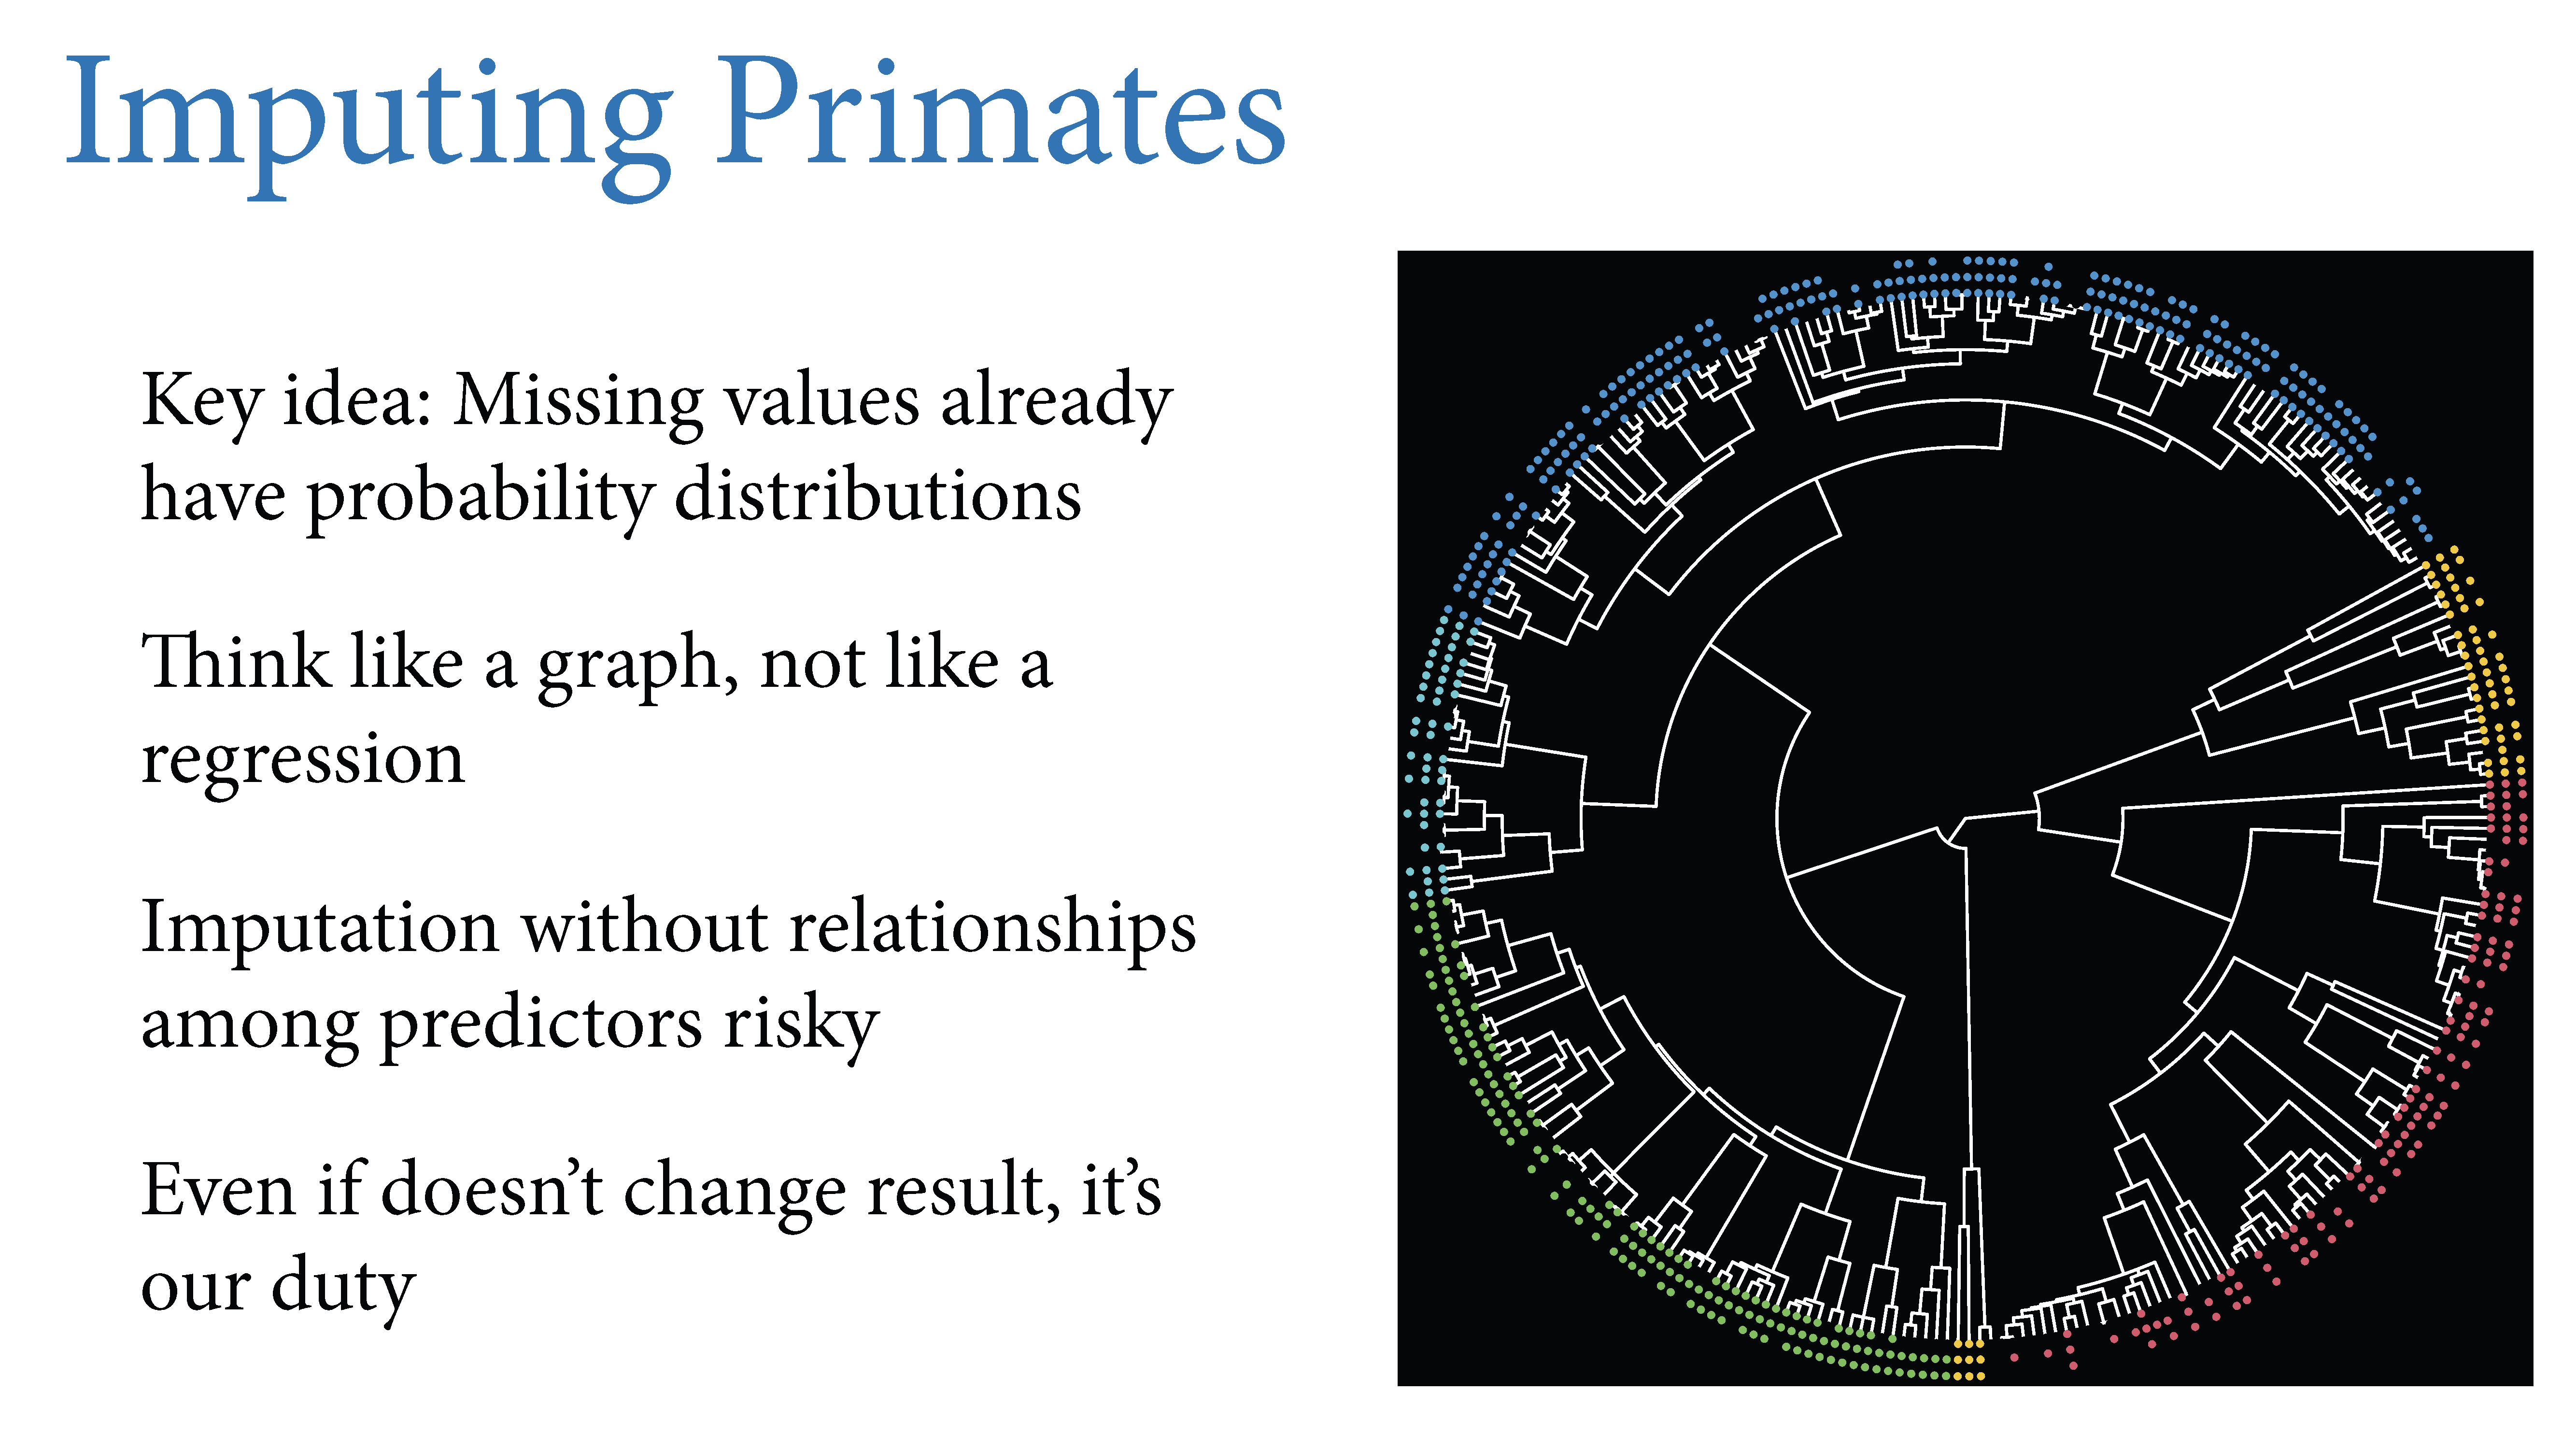 Imputing Primates
Key idea: Missing values already
have probability distributions
Think like a graph, not like a
regression
Imputation without relationships
among predictors risky
Even if doesn’t change result, it’s
our duty